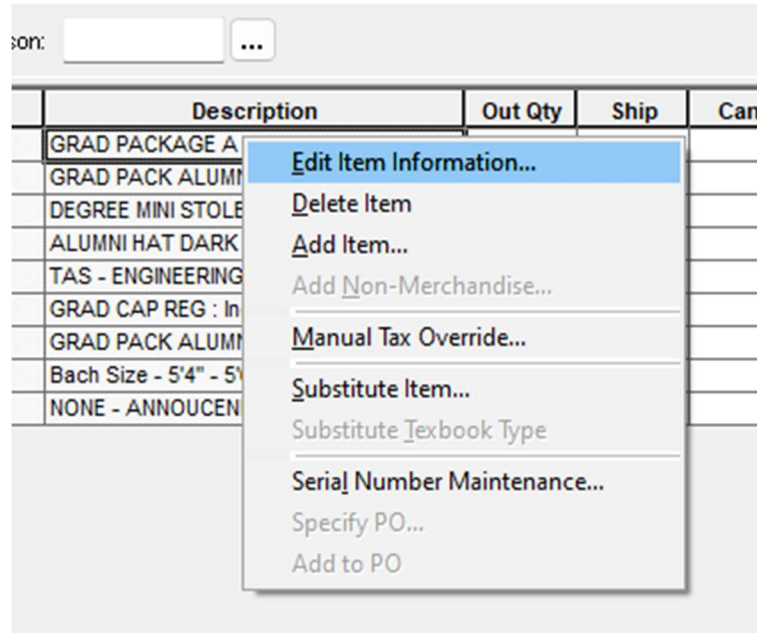 son:
...
Description Out Qty Ship Can
GRAD PACKAGE A
GRAD PACK ALUMN
DEGREE MINI STOLE
ALUMNI HAT DARK
TAS - ENGINEERING
GRAD CAP REG : In
GRAD PACK ALUMN
Bach Size - 5'4" - 5'
NONE - ANNOUCEN
Edit Item Information...
Delete Item
Add Item...
Add Non-Merchandise...
Manual Tax Override...
Substitute Item...
Substitute Texbook Type
Serial Number Maintenance...
Specify PO...
Add to PO